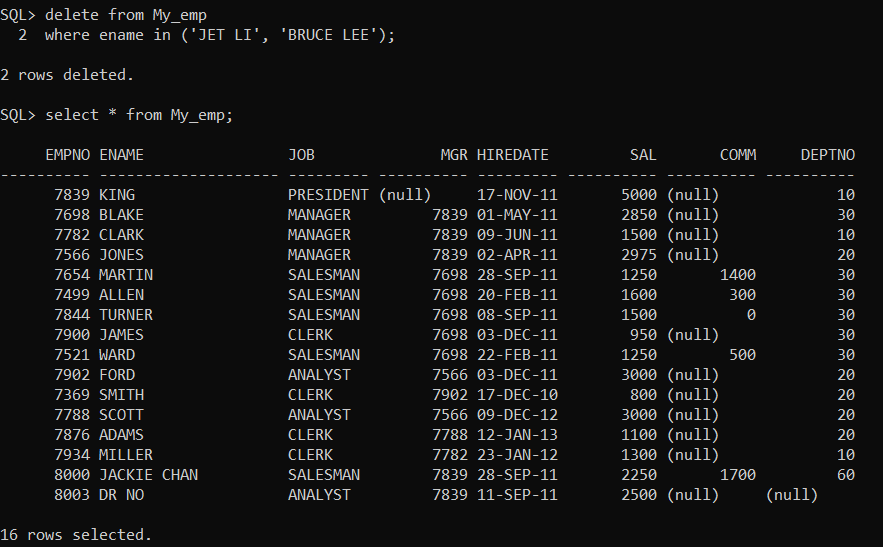 SQL> delete from My_emp
  2  where ename in ('JET LI', 'BRUCE LEE');
2 rows deleted.
SQL> select * from My_emp;
     EMPNO ENAME                JOB              MGR HIREDATE         SAL       COMM     DEPTNO
---------- -------------------- --------- ---------- --------- ---------- ---------- ----------
      7839 KING                 PRESIDENT (null)     17-NOV-11       5000 (null)             10
      7698 BLAKE                MANAGER         7839 01-MAY-11       2850 (null)             30
      7782 CLARK                MANAGER         7839 09-JUN-11       1500 (null)             10
      7566 JONES                MANAGER         7839 02-APR-11       2975 (null)             20
      7654 MARTIN               SALESMAN        7698 28-SEP-11       1250       1400         30
      7499 ALLEN                SALESMAN        7698 20-FEB-11       1600        300         30
      7844 TURNER               SALESMAN        7698 08-SEP-11       1500          0         30
      7900 JAMES                CLERK           7698 03-DEC-11        950 (null)             30
      7521 WARD                 SALESMAN        7698 22-FEB-11       1250        500         30
      7902 FORD                 ANALYST         7566 03-DEC-11       3000 (null)             20
      7369 SMITH                CLERK           7902 17-DEC-10        800 (null)             20
      7788 SCOTT                ANALYST         7566 09-DEC-12       3000 (null)             20
      7876 ADAMS                CLERK           7788 12-JAN-13       1100 (null)             20
      7934 MILLER               CLERK           7782 23-JAN-12       1300 (null)             10
      8000 JACKIE CHAN          SALESMAN        7839 28-SEP-11       2250       1700         60
      8003 DR NO                ANALYST         7839 11-SEP-11       2500 (null)     (null)
16 rows selected.